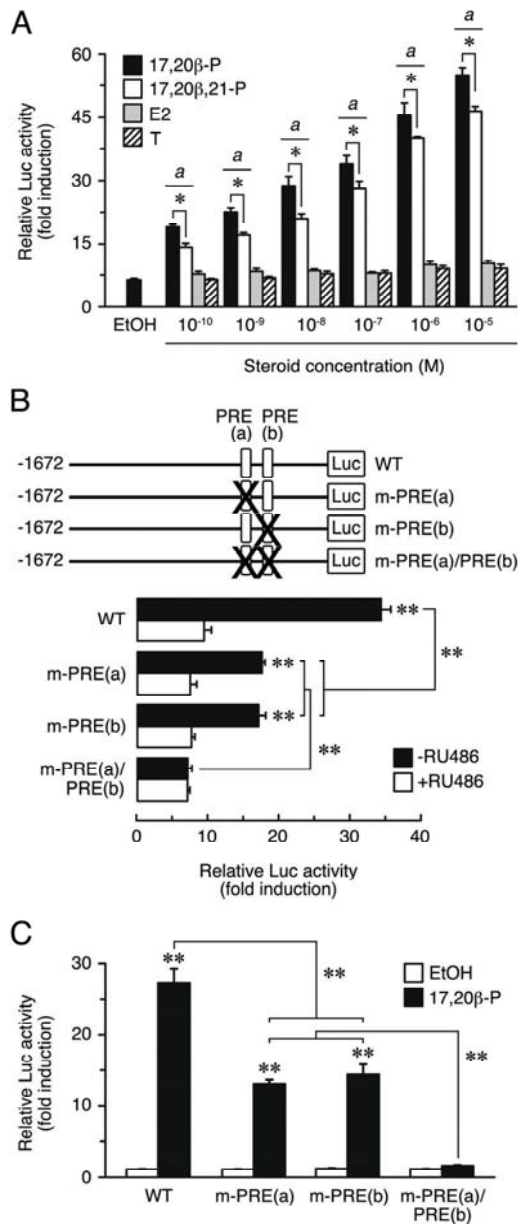 A
60
45
30
15
0
Relative Luc activity
(fold induction)
17,20β-P
17,20β,21-P
E2
T
a
*
a
*
a
*
a
*
a
*
a
*
EtOH
10-10
10-9
10-8
10-7
10-6
10-5
Steroid concentration (M)
B
PRE PRE
(a) (b)
-1672 Luc WT
-1672 Luc m-PRE(a)
-1672 Luc m-PRE(b)
-1672 Luc m-PRE(a)/PRE(b)
WT
**
**
m-PRE(a)
**
m-PRE(b)
**
**
m-PRE(a)/
PRE(b)
-RU486
+RU486
0 10 20 30 40
Relative Luc activity
(fold induction)
C
30
20
10
0
Relative Luc activity
(fold induction)
EtOH
17,20β-P
**
**
**
**
**
WT
m-PRE(a)
m-PRE(b)
m-PRE(a)/
PRE(b)